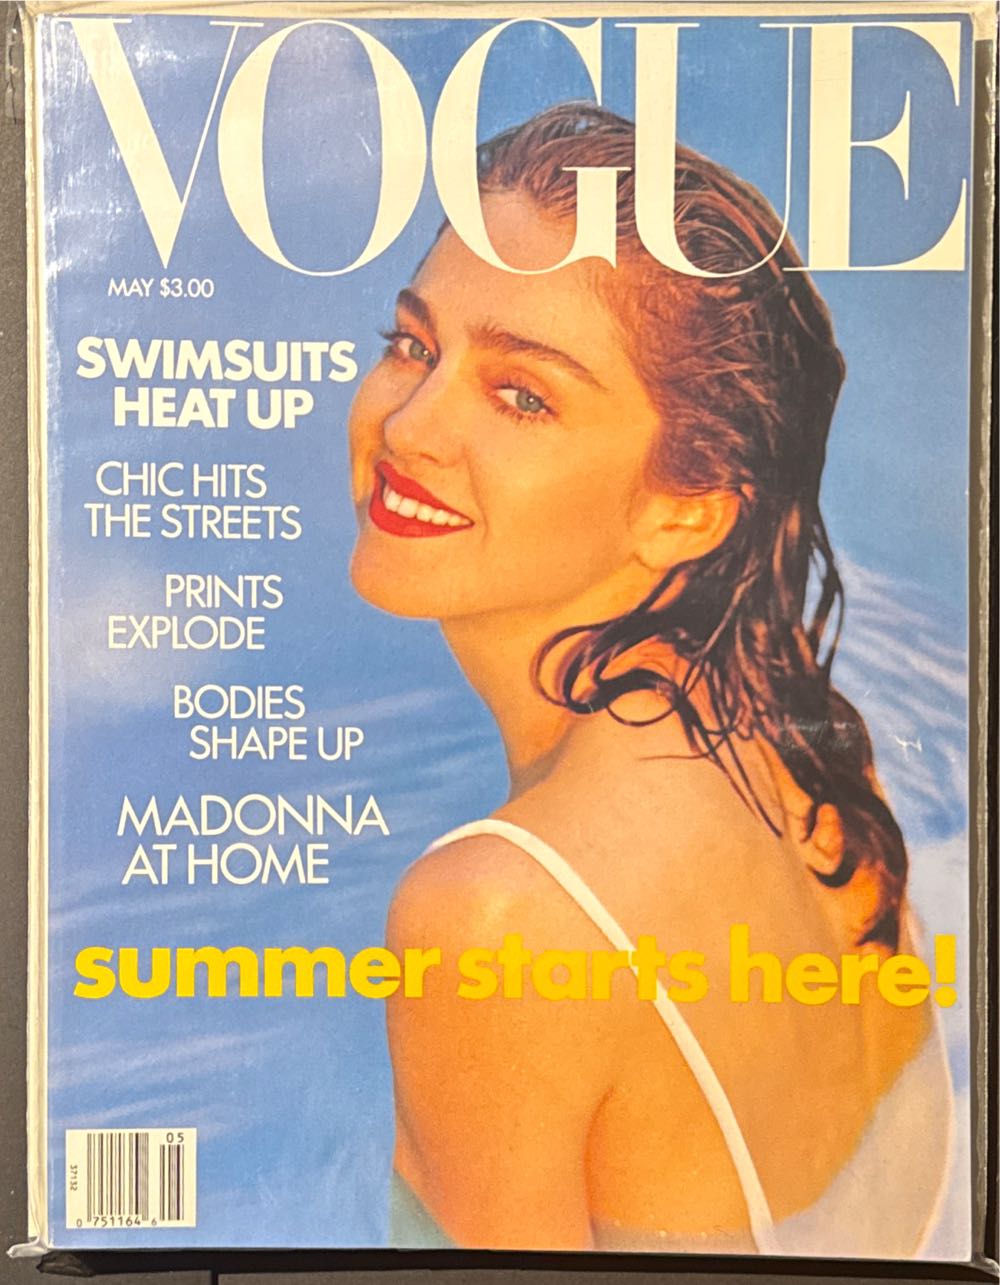 VOGUE
MAY $3.00
SWIMSUITS
HEAT UP
CHIC HITS
THE STREETS
PRINTS
EXPLODE
BODIES
SHAPE UP
MADONNA
AT HOME
summer starts here!
05
37132
0 751164 6